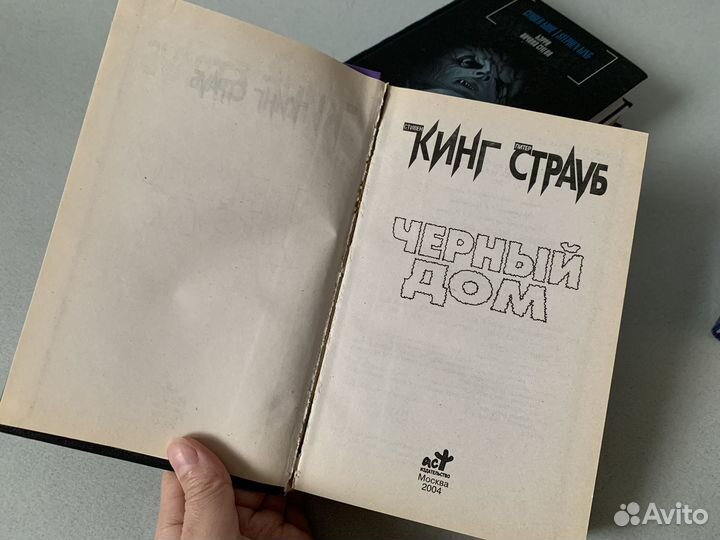 СТИВЕН КИНГ ПИТЕР СТРАУБ
ЧЕРНЫЙ
ДОМ
аст
ИЗДАТЕЛЬСТВО
Москва
2004
Avito